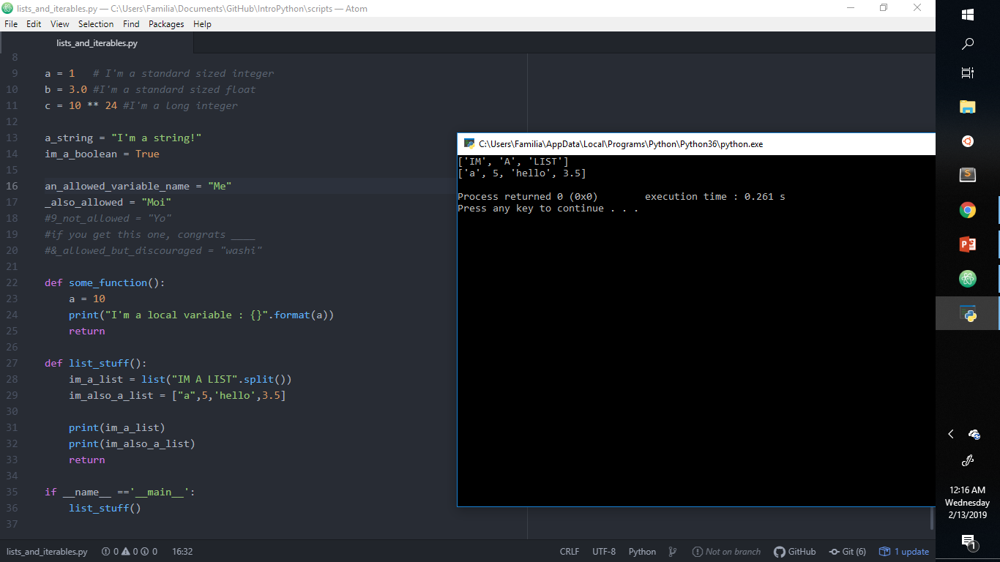 lists_and_iterables.py — C:\Users\Familia\Documents\GitHub\IntroPython\scripts — Atom
File Edit View Selection Find Packages Help
lists_and_iterables.py
8
9 a = 1   # I'm a standard sized integer
10 b = 3.0 #I'm a standard sized float
11 c = 10 ** 24 #I'm a long integer
12
13 a_string = "I'm a string!"
14 im_a_boolean = True
15
16 an_allowed_variable_name = "Me"
17 _also_allowed = "Moi"
18 #9_not_allowed = "Yo"
19 #if you get this one, congrats ____
20 #&_allowed_but_discouraged = "washi"
21
22 def some_function():
23     a = 10
24     print("I'm a local variable : {}".format(a))
25     return
26
27 def list_stuff():
28     im_a_list = list("IM A LIST".split())
29     im_also_a_list = ["a",5,'hello',3.5]
30
31     print(im_a_list)
32     print(im_also_a_list)
33     return
34
35 if __name__ =='__main__':
36     list_stuff()
37
C:\Users\Familia\AppData\Local\Programs\Python\Python36\python.exe
['IM', 'A', 'LIST']
['a', 5, 'hello', 3.5]
Process returned 0 (0x0)        execution time : 0.261 s
Press any key to continue . . .
lists_and_iterables.py 0 0 0 16:32 CRLF UTF-8 Python Not on branch GitHub Git (6) 1 update
S
P
12:16 AM
Wednesday
2/13/2019
1